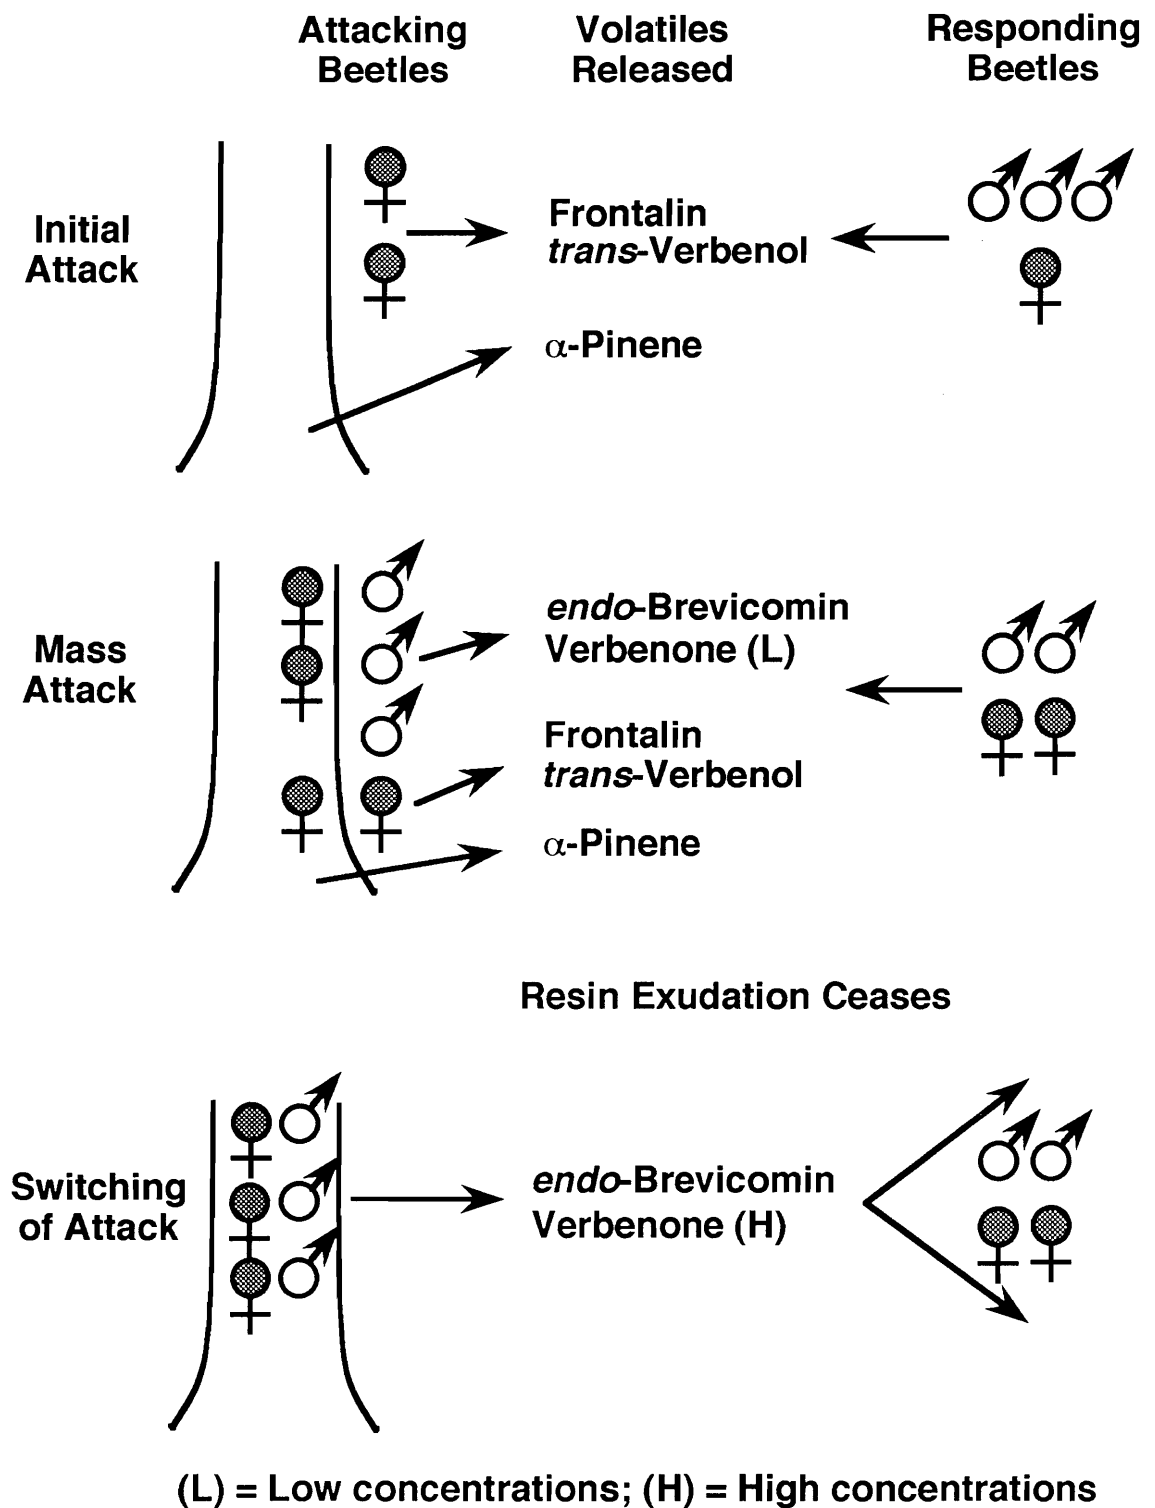 Attacking
Beetles
Volatiles
Released
Responding
Beetles
Initial
Attack
Frontalin
trans-Verbenol
α-Pinene
Mass
Attack
endo-Brevicomin
Verbenone (L)
Frontalin
trans-Verbenol
α-Pinene
Resin Exudation Ceases
Switching
of Attack
endo-Brevicomin
Verbenone (H)
(L) = Low concentrations; (H) = High concentrations